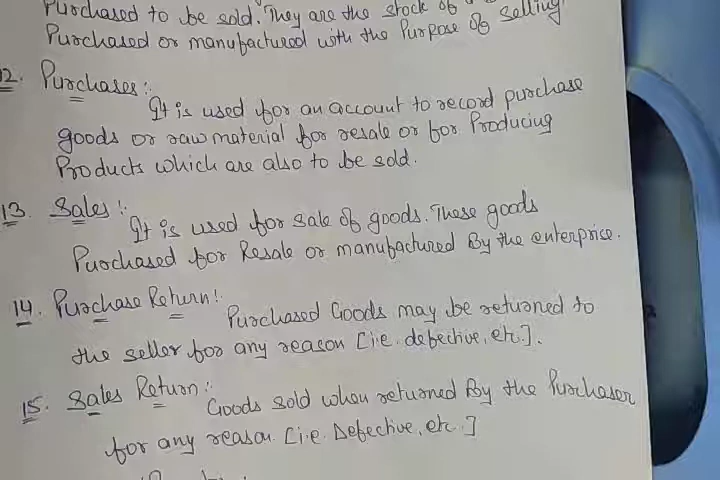 Purchased to be sold. They are the stock of
Purchased or manufactured with the Purpose of selling.
12. Purchases:
It is used for an account to record purchase
goods or raw material for resale or for Producing
Products which are also to be sold.
13. Sales :
It is used for sale of goods. These goods
Purchased for Resale or manufactured By the enterprise.
14. Purchase Return :
Purchased Goods may be returned to
the seller for any reason [i.e. defective, etc.].
15. Sales Return :
Goods sold when returned By the Purchaser
for any reason. [i.e. Defective, etc.]